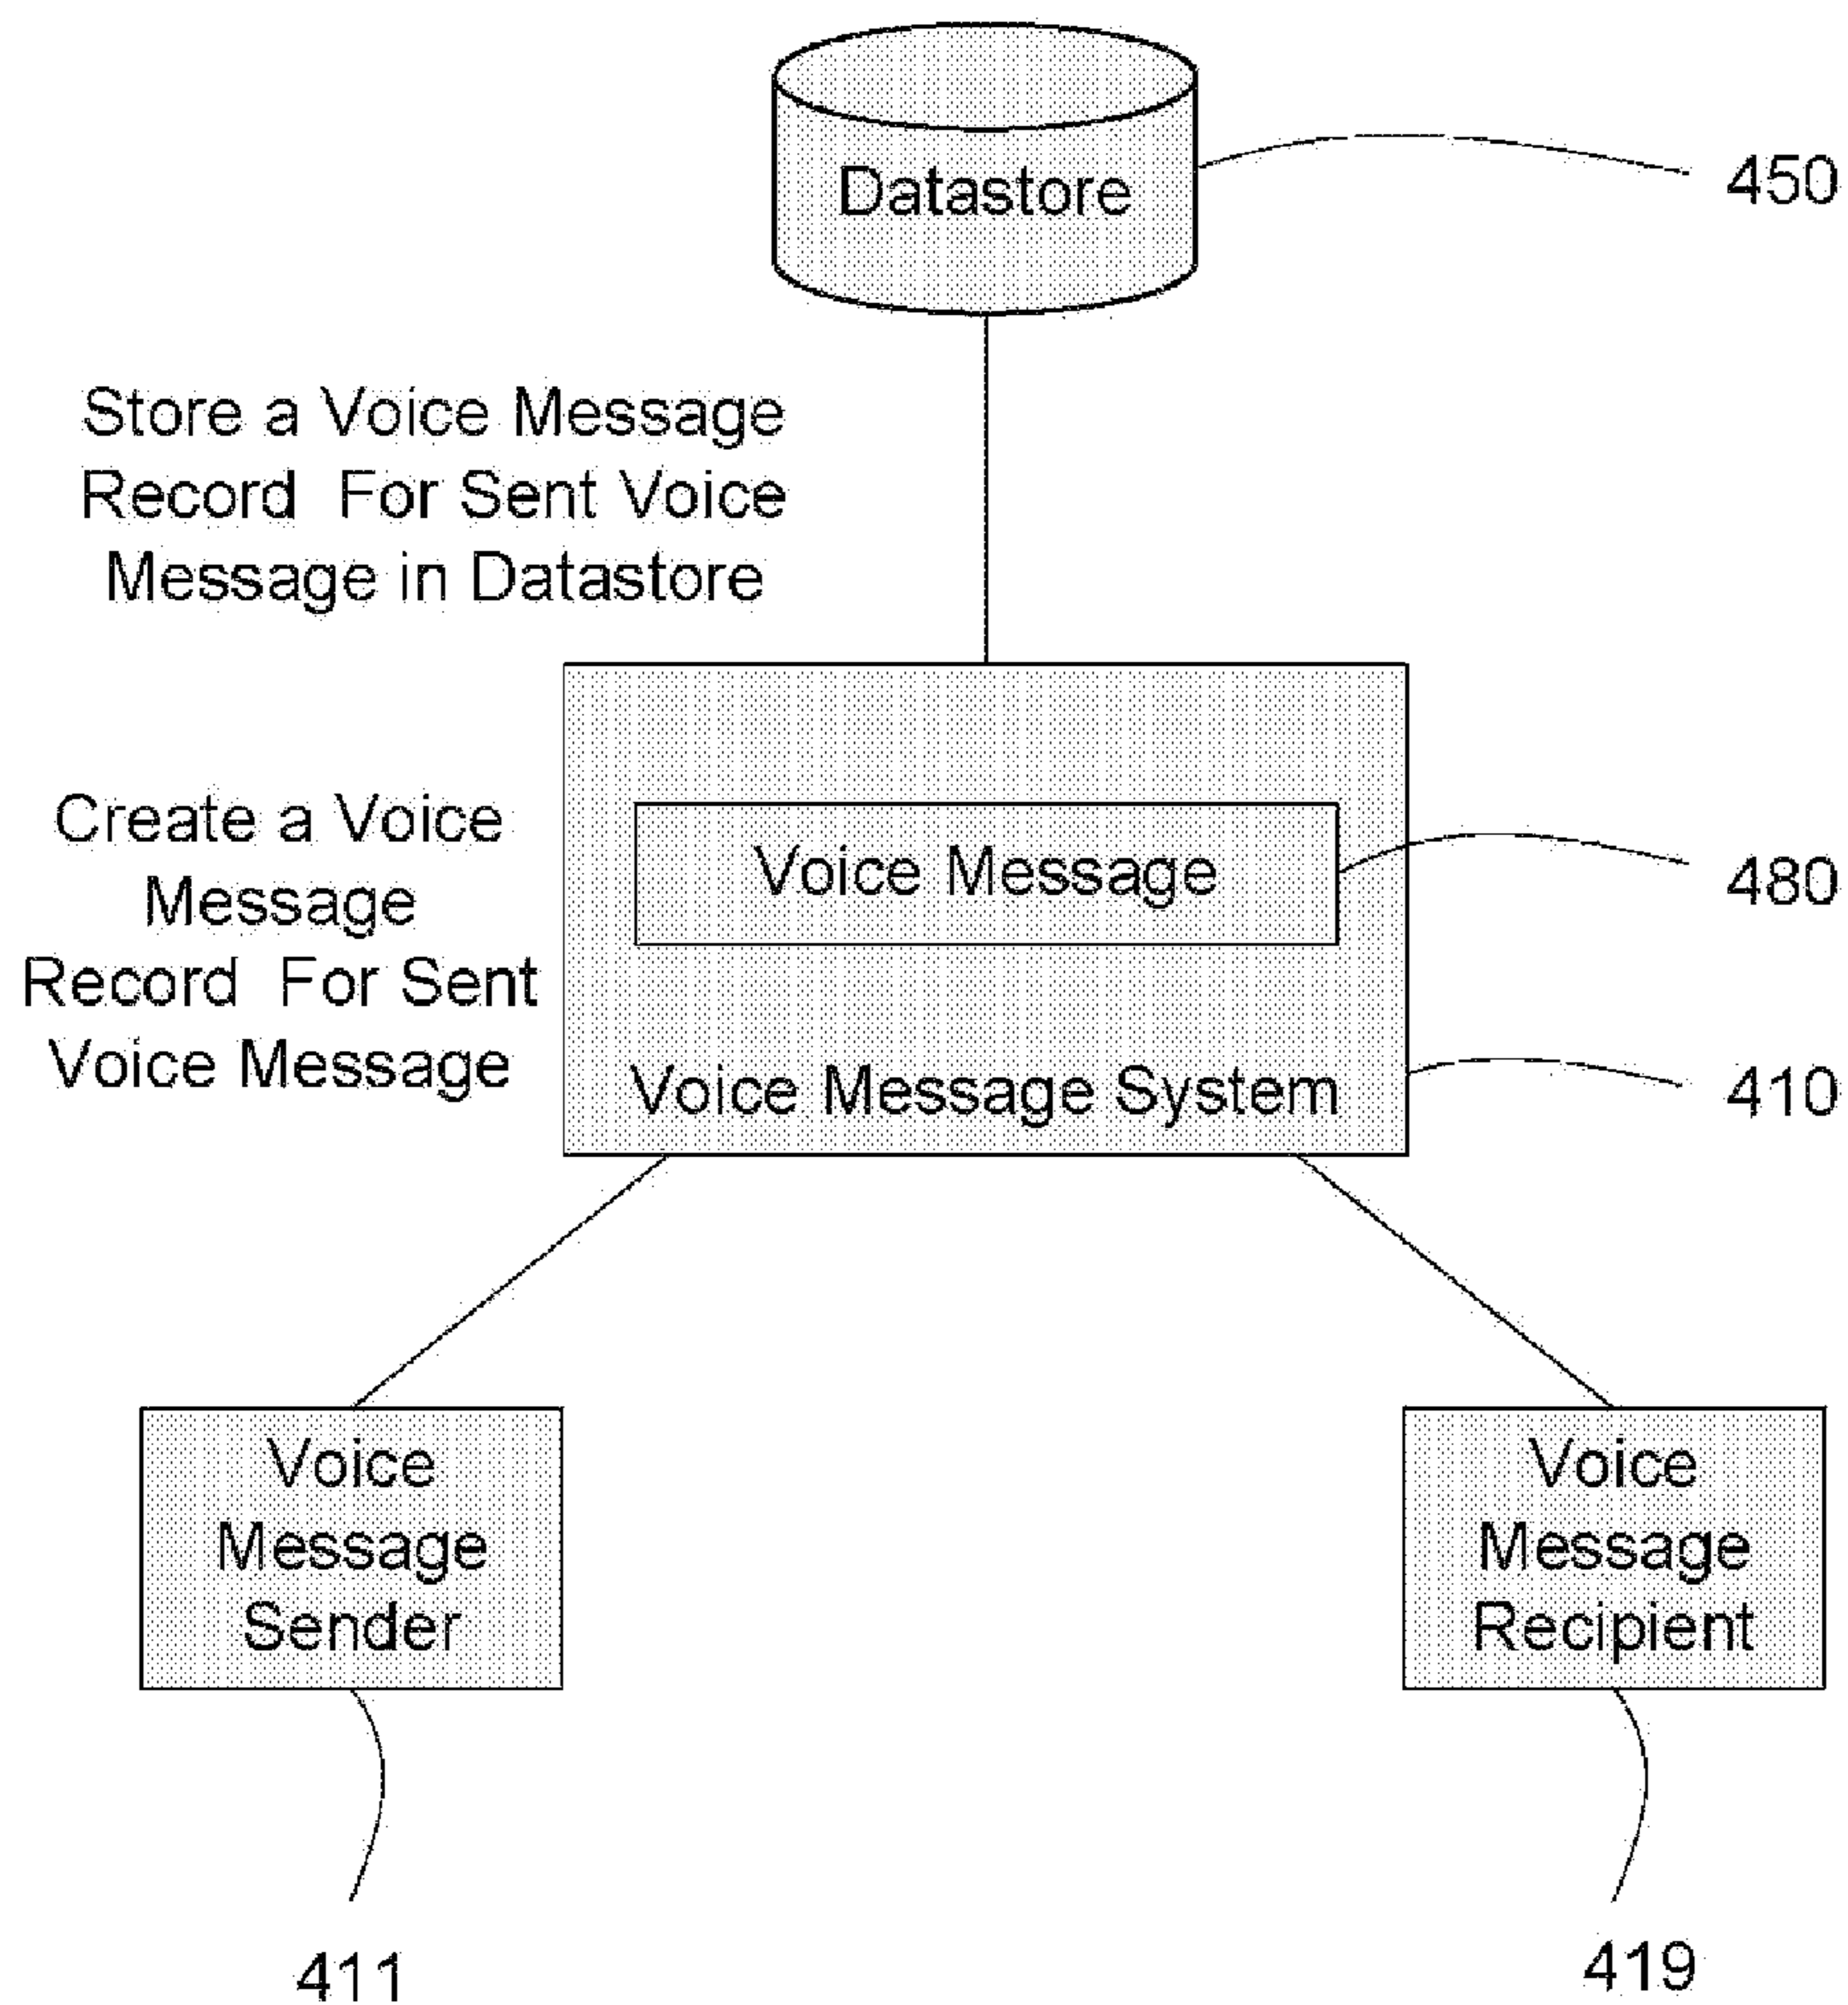 Datastore
450
Store a Voice Message
Record For Sent Voice
Message in Datastore
Create a Voice
Message
Record For Sent
Voice Message
Voice Message
480
Voice Message System
410
Voice
Message
Sender
Voice
Message
Recipient
411
419